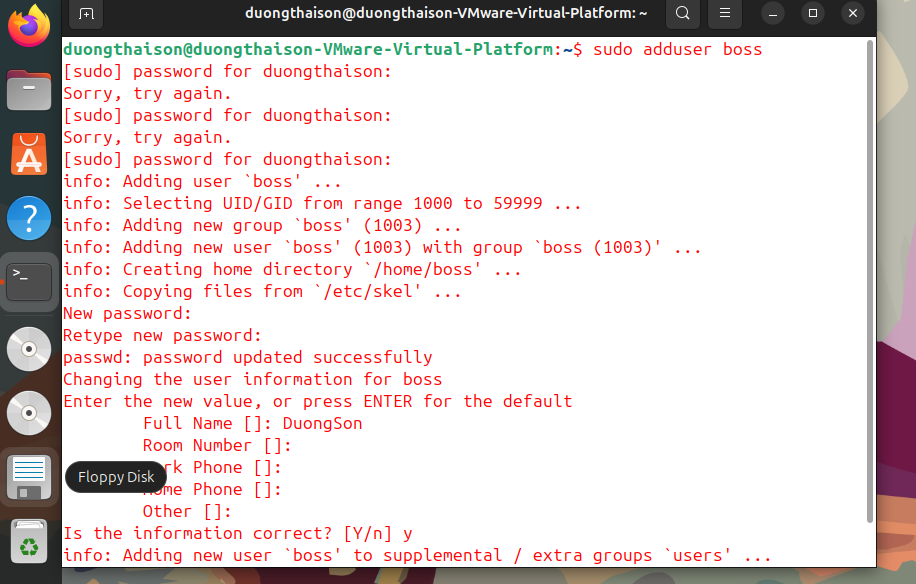 duongthaison@duongthaison-VMware-Virtual-Platform: ~
duongthaison@duongthaison-VMware-Virtual-Platform:~$ sudo adduser boss
[sudo] password for duongthaison:
Sorry, try again.
[sudo] password for duongthaison:
Sorry, try again.
[sudo] password for duongthaison:
info: Adding user `boss' ...
info: Selecting UID/GID from range 1000 to 59999 ...
info: Adding new group `boss' (1003) ...
info: Adding new user `boss' (1003) with group `boss (1003)' ...
info: Creating home directory `/home/boss' ...
info: Copying files from `/etc/skel' ...
New password:
Retype new password:
passwd: password updated successfully
Changing the user information for boss
Enter the new value, or press ENTER for the default
Full Name []: DuongSon
Room Number []:
rk Phone []:
Floppy Disk
ome Phone []:
Other []:
Is the information correct? [Y/n] y
info: Adding new user `boss' to supplemental / extra groups `users' ...